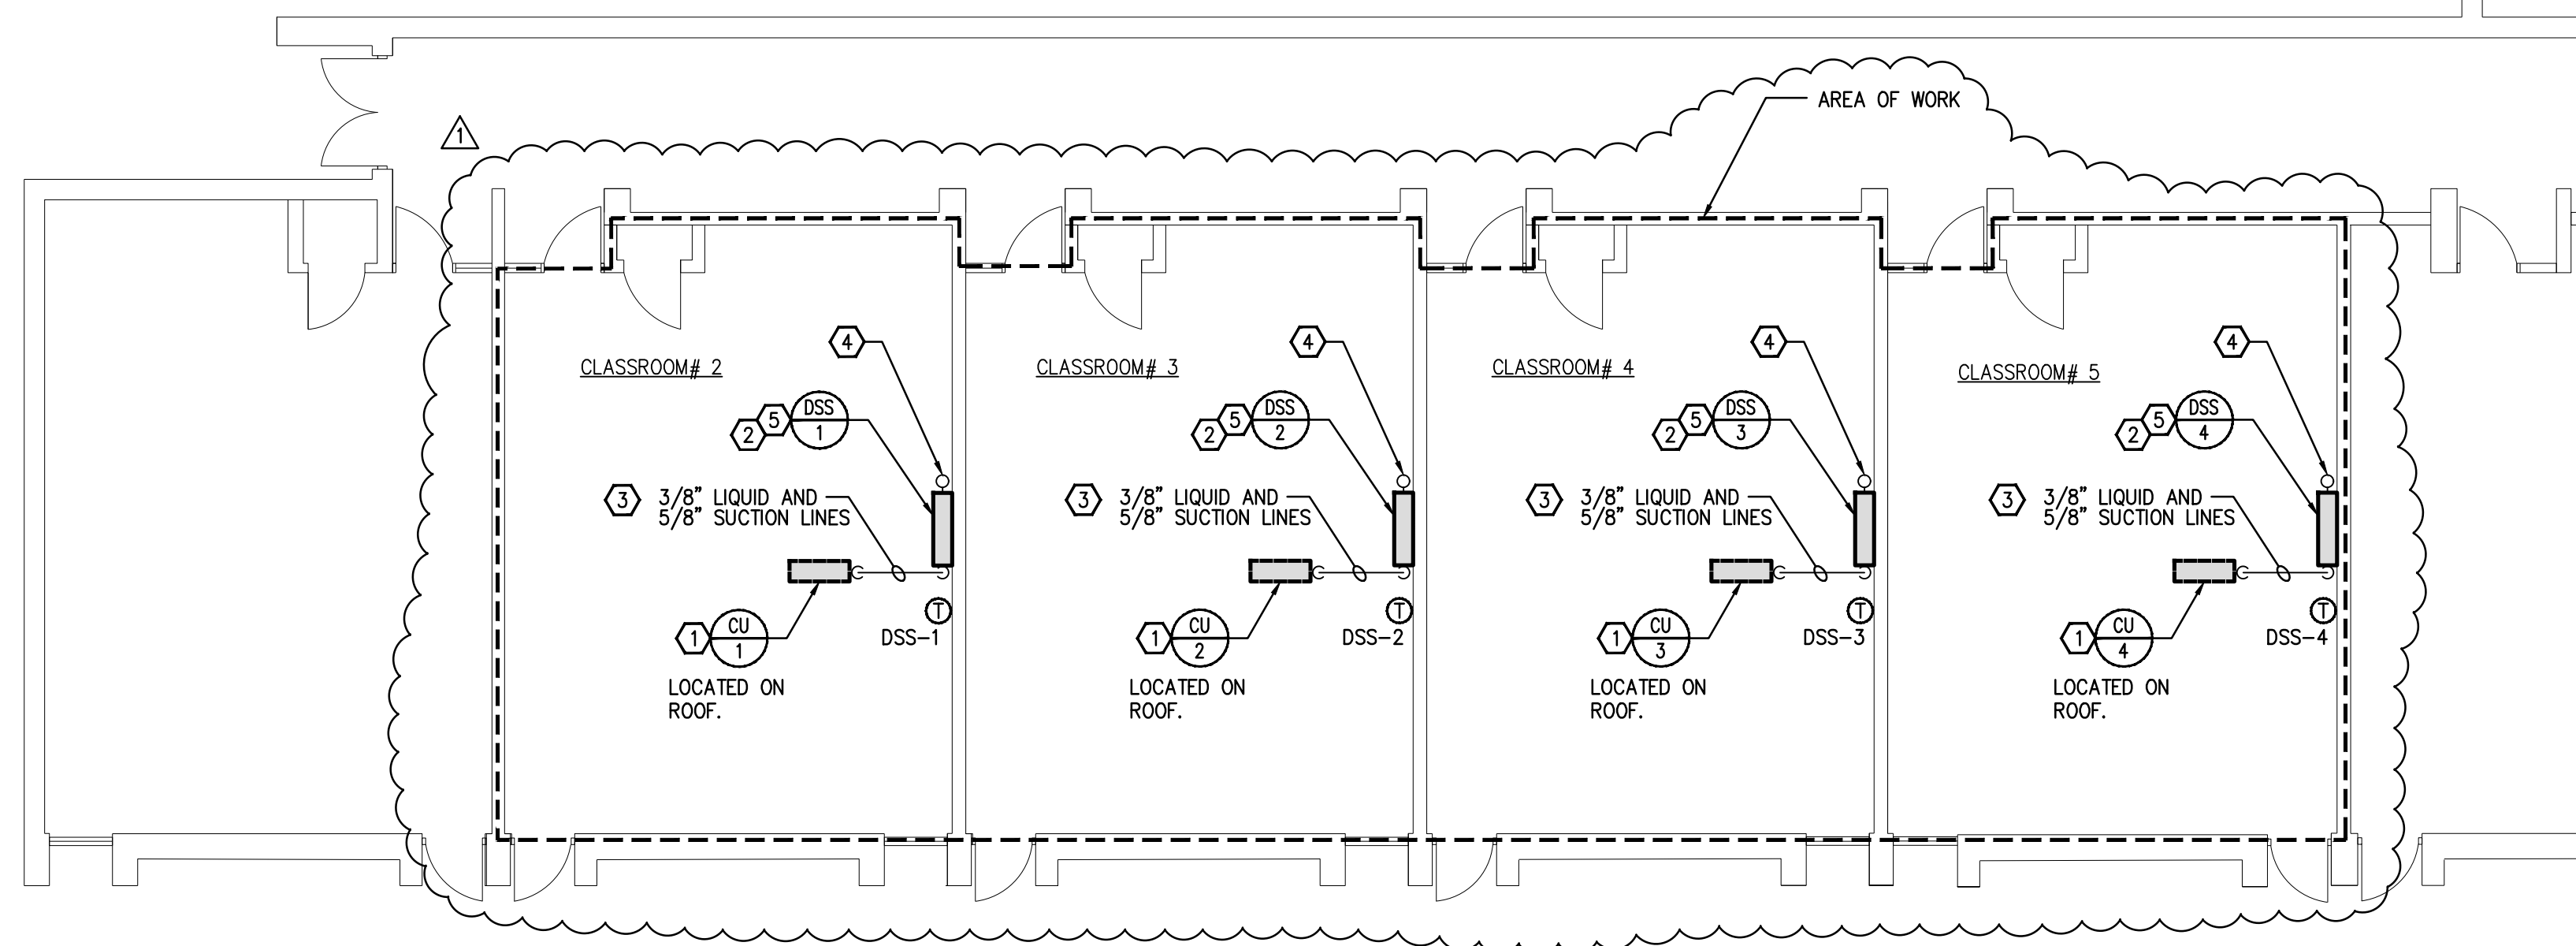 AREA OF WORK
1
4
4
4
4
CLASSROOM# 2
CLASSROOM# 3
CLASSROOM# 4
CLASSROOM# 5
2 5 DSS
1
2 5 DSS
2
2 5 DSS
3
2 5 DSS
4
3 3/8" LIQUID AND
5/8" SUCTION LINES
3 3/8" LIQUID AND
5/8" SUCTION LINES
3 3/8" LIQUID AND
5/8" SUCTION LINES
3 3/8" LIQUID AND
5/8" SUCTION LINES
T
DSS-1
T
DSS-2
T
DSS-3
T
DSS-4
1 CU
1
LOCATED ON
ROOF.
1 CU
2
LOCATED ON
ROOF.
1 CU
3
LOCATED ON
ROOF.
1 CU
4
LOCATED ON
ROOF.